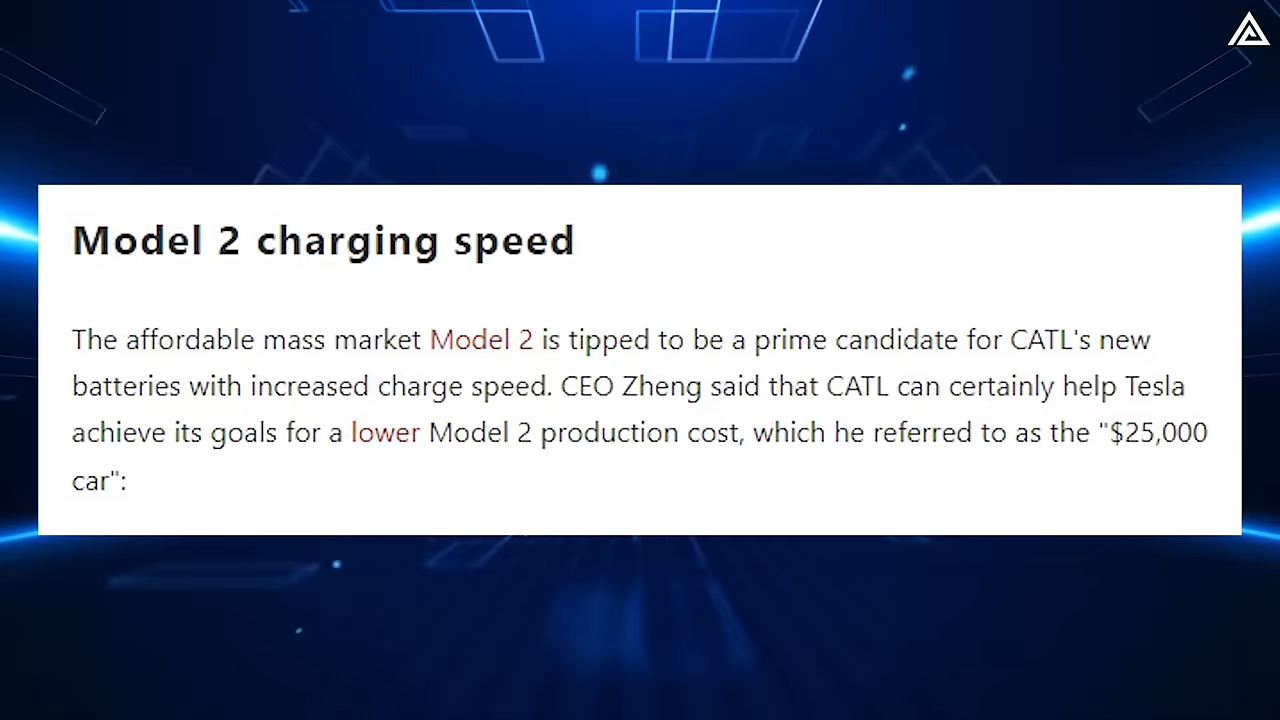 Model 2 charging speed
The affordable mass market Model 2 is tipped to be a prime candidate for CATL's new
batteries with increased charge speed. CEO Zheng said that CATL can certainly help Tesla
achieve its goals for a lower Model 2 production cost, which he referred to as the "$25,000
car":